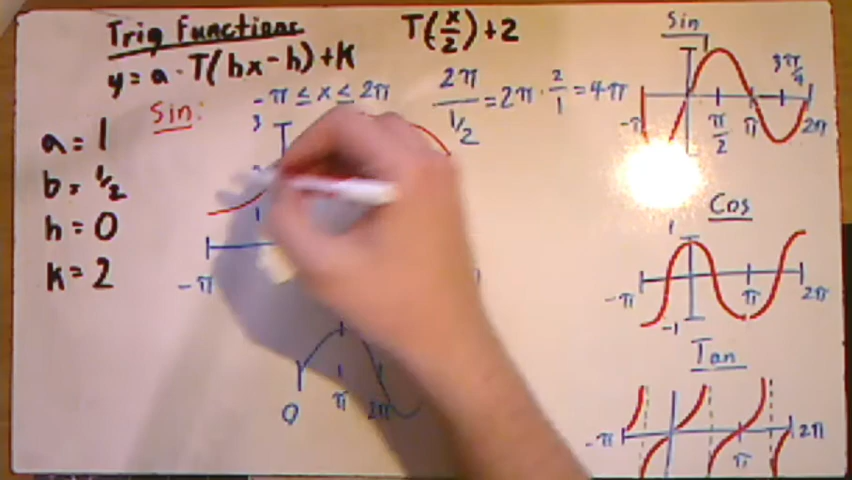 Trig Functions
y = a · T(bx - h) + K
T(x/2) + 2
Sin:
-π ≤ x ≤ 2π
2π / 1/2 = 2π · 2/1 = 4π
a = 1
b = 1/2
h = 0
K = 2
3
1
-π
0
π
2π
Sin
1
3π/4
-π
π/2
π
2π
Cos
1
-π
π
2π
-1
Tan
-π
π
2π